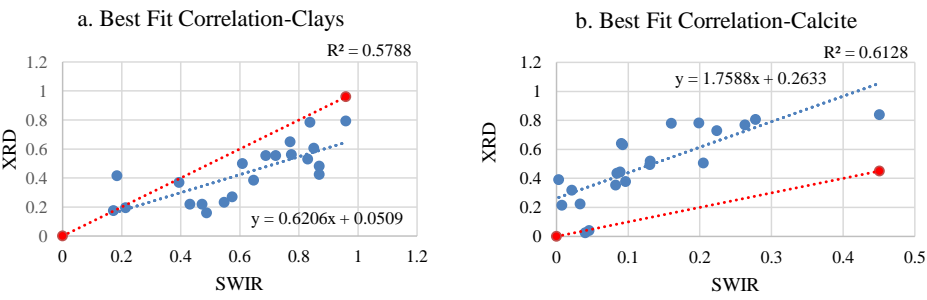 a. Best Fit Correlation-Clays
R² = 0.5788
1.2
1
0.8
0.6
0.4
0.2
0
XRD
y = 0.6206x + 0.0509
0 0.2 0.4 0.6 0.8 1 1.2
SWIR
b. Best Fit Correlation-Calcite
R² = 0.6128
y = 1.7588x + 0.2633
1.2
1
0.8
0.6
0.4
0.2
0
XRD
0 0.1 0.2 0.3 0.4 0.5
SWIR